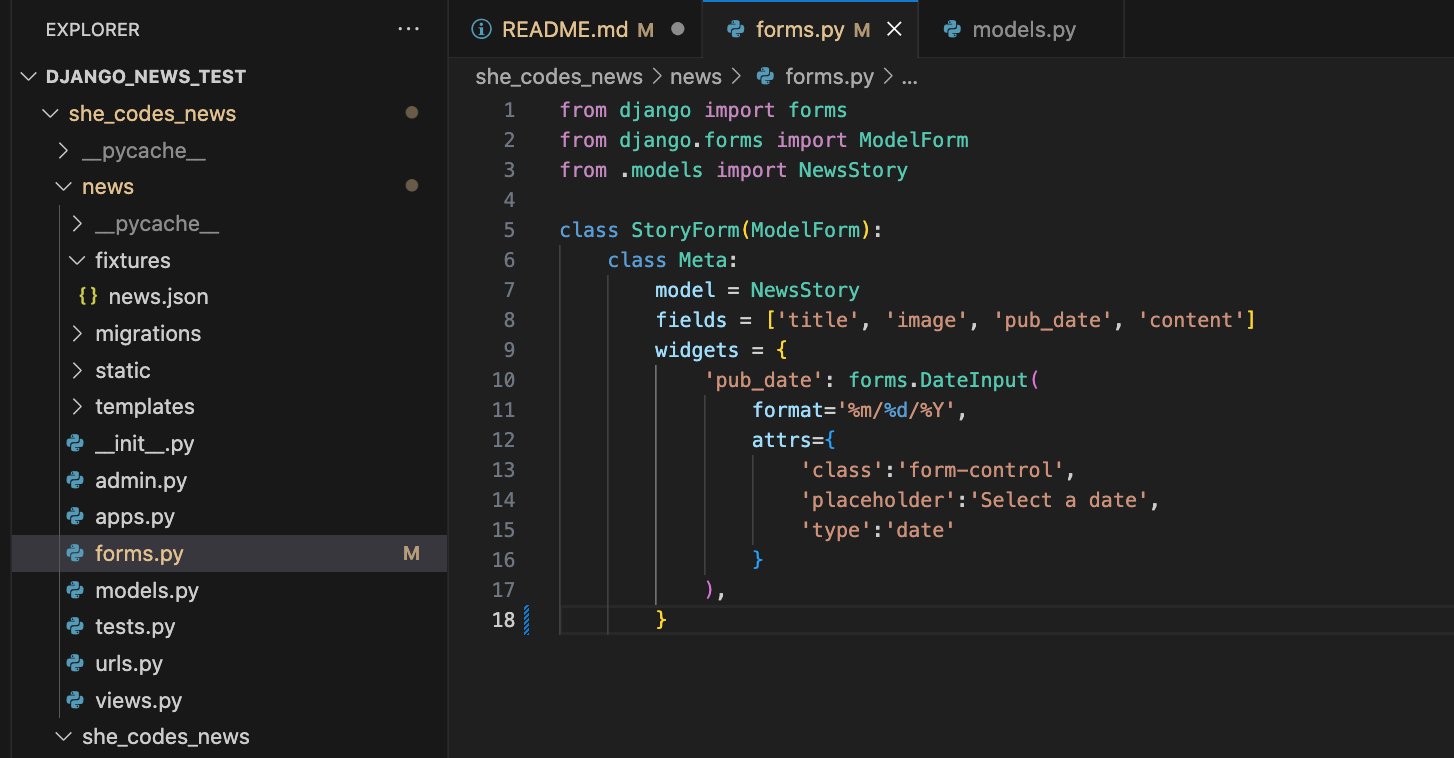 EXPLORER ...
DJANGO_NEWS_TEST
she_codes_news
__pycache__
news
__pycache__
fixtures
{} news.json
migrations
static
templates
__init__.py
admin.py
apps.py
forms.py M
models.py
tests.py
urls.py
views.py
she_codes_news
README.md M forms.py M models.py
she_codes_news > news > forms.py > ...
1 from django import forms
2 from django.forms import ModelForm
3 from .models import NewsStory
4
5 class StoryForm(ModelForm):
6     class Meta:
7         model = NewsStory
8         fields = ['title', 'image', 'pub_date', 'content']
9         widgets = {
10             'pub_date': forms.DateInput(
11                 format='%m/%d/%Y',
12                 attrs={
13                     'class':'form-control',
14                     'placeholder':'Select a date',
15                     'type':'date'
16                 }
17             ),
18         }